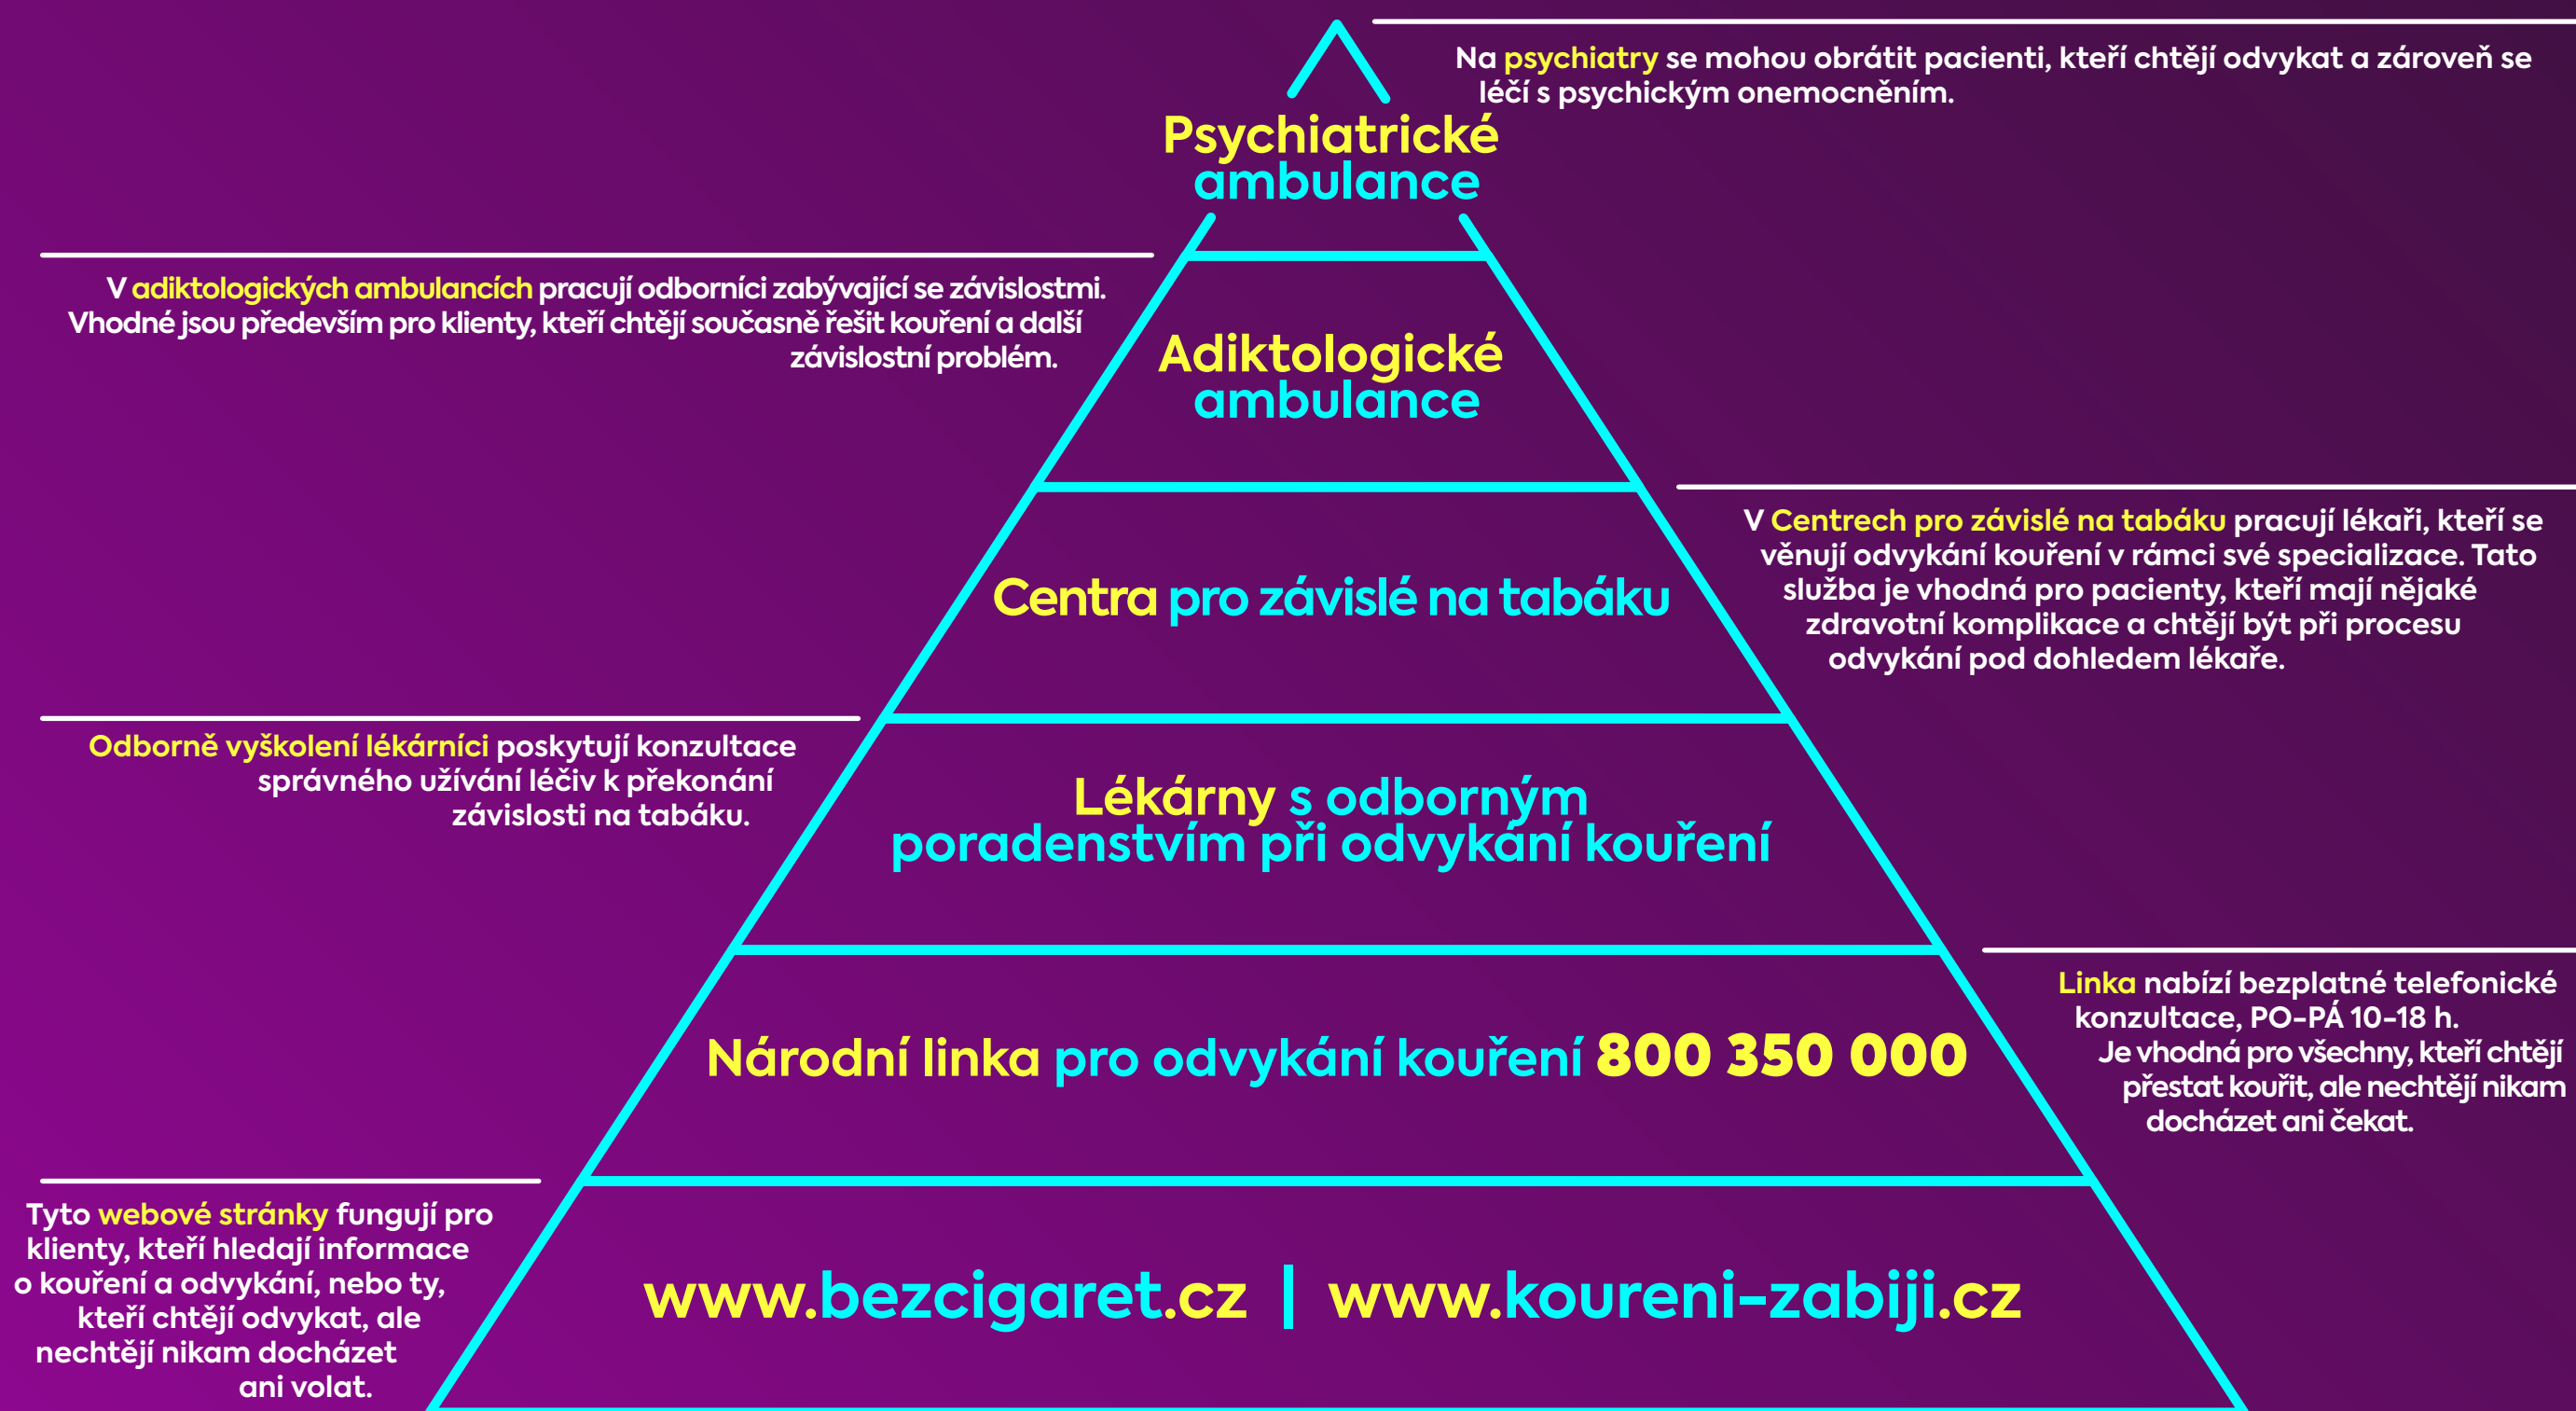 Na psychiatry se mohou obrátit pacienti, kteří chtějí odvykat a zároveň se
léčí s psychickým onemocněním.
Psychiatrické
ambulance
V adiktologických ambulancích pracují odborníci zabývající se závislostmi.
Vhodné jsou především pro klienty, kteří chtějí současně řešit kouření a další
závislostní problém.
Adiktologické
ambulance
V Centrech pro závislé na tabáku pracují lékaři, kteří se
věnují odvykání kouření v rámci své specializace. Tato
služba je vhodná pro pacienty, kteří mají nějaké
zdravotní komplikace a chtějí být při procesu
odvykání pod dohledem lékaře.
Centra pro závislé na tabáku
Odborně vyškolení lékárníci poskytují konzultace
správného užívání léčiv k překonání
závislosti na tabáku.
Lékárny s odborným
poradenstvím při odvykání kouření
Linka nabízí bezplatné telefonické
konzultace, PO-PÁ 10-18 h.
Je vhodná pro všechny, kteří chtějí
přestat kouřit, ale nechtějí nikam
docházet ani čekat.
Národní linka pro odvykání kouření 800 350 000
Tyto webové stránky fungují pro
klienty, kteří hledají informace
o kouření a odvykání, nebo ty,
kteří chtějí odvykat, ale
nechtějí nikam docházet
ani volat.
www.bezcigaret.cz | www.koureni-zabiji.cz